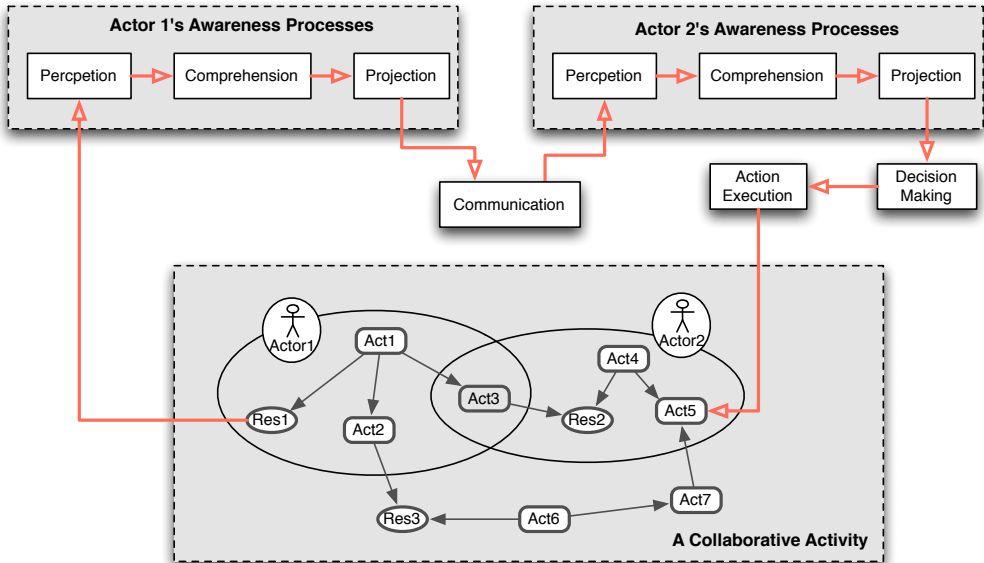 Actor 1's Awareness Processes
Percpetion
Comprehension
Projection
Actor 2's Awareness Processes
Percpetion
Comprehension
Projection
Communication
Action
Execution
Decision
Making
Actor1
Actor2
Act1
Act4
Res1
Act2
Act3
Res2
Act5
Res3
Act6
Act7
A Collaborative Activity